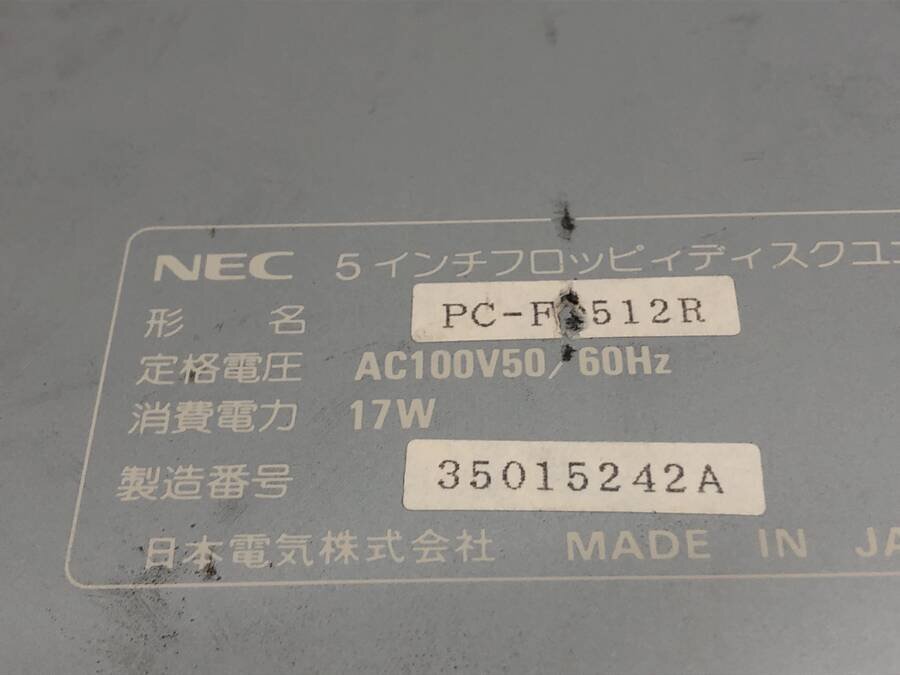 NEC 5インチフロッピィディスクユニ
形 名 PC-F 512R
定格電圧 AC100V50/60Hz
消費電力 17W
製造番号 35015242A
日本電気株式会社 MADE IN JA